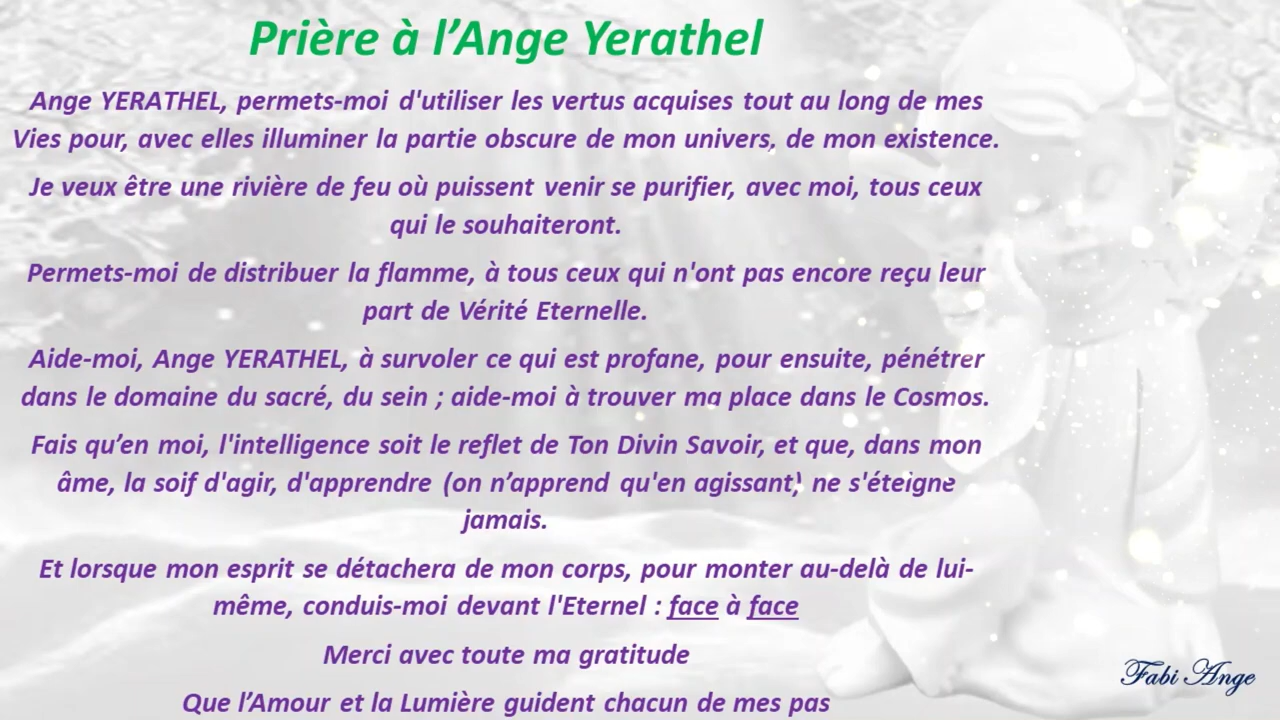 Prière à l’Ange Yerathel
Ange YERATHEL, permets-moi d'utiliser les vertus acquises tout au long de mes
Vies pour, avec elles illuminer la partie obscure de mon univers, de mon existence.
Je veux être une rivière de feu où puissent venir se purifier, avec moi, tous ceux
qui le souhaiteront.
Permets-moi de distribuer la flamme, à tous ceux qui n'ont pas encore reçu leur
part de Vérité Eternelle.
Aide-moi, Ange YERATHEL, à survoler ce qui est profane, pour ensuite, pénétrer
dans le domaine du sacré, du sein ; aide-moi à trouver ma place dans le Cosmos.
Fais qu’en moi, l'intelligence soit le reflet de Ton Divin Savoir, et que, dans mon
âme, la soif d'agir, d'apprendre (on n’apprend qu'en agissant) ne s'éteigne
jamais.
Et lorsque mon esprit se détachera de mon corps, pour monter au-delà de lui-
même, conduis-moi devant l'Eternel : face à face
Merci avec toute ma gratitude
Que l’Amour et la Lumière guident chacun de mes pas
Fabi Ange